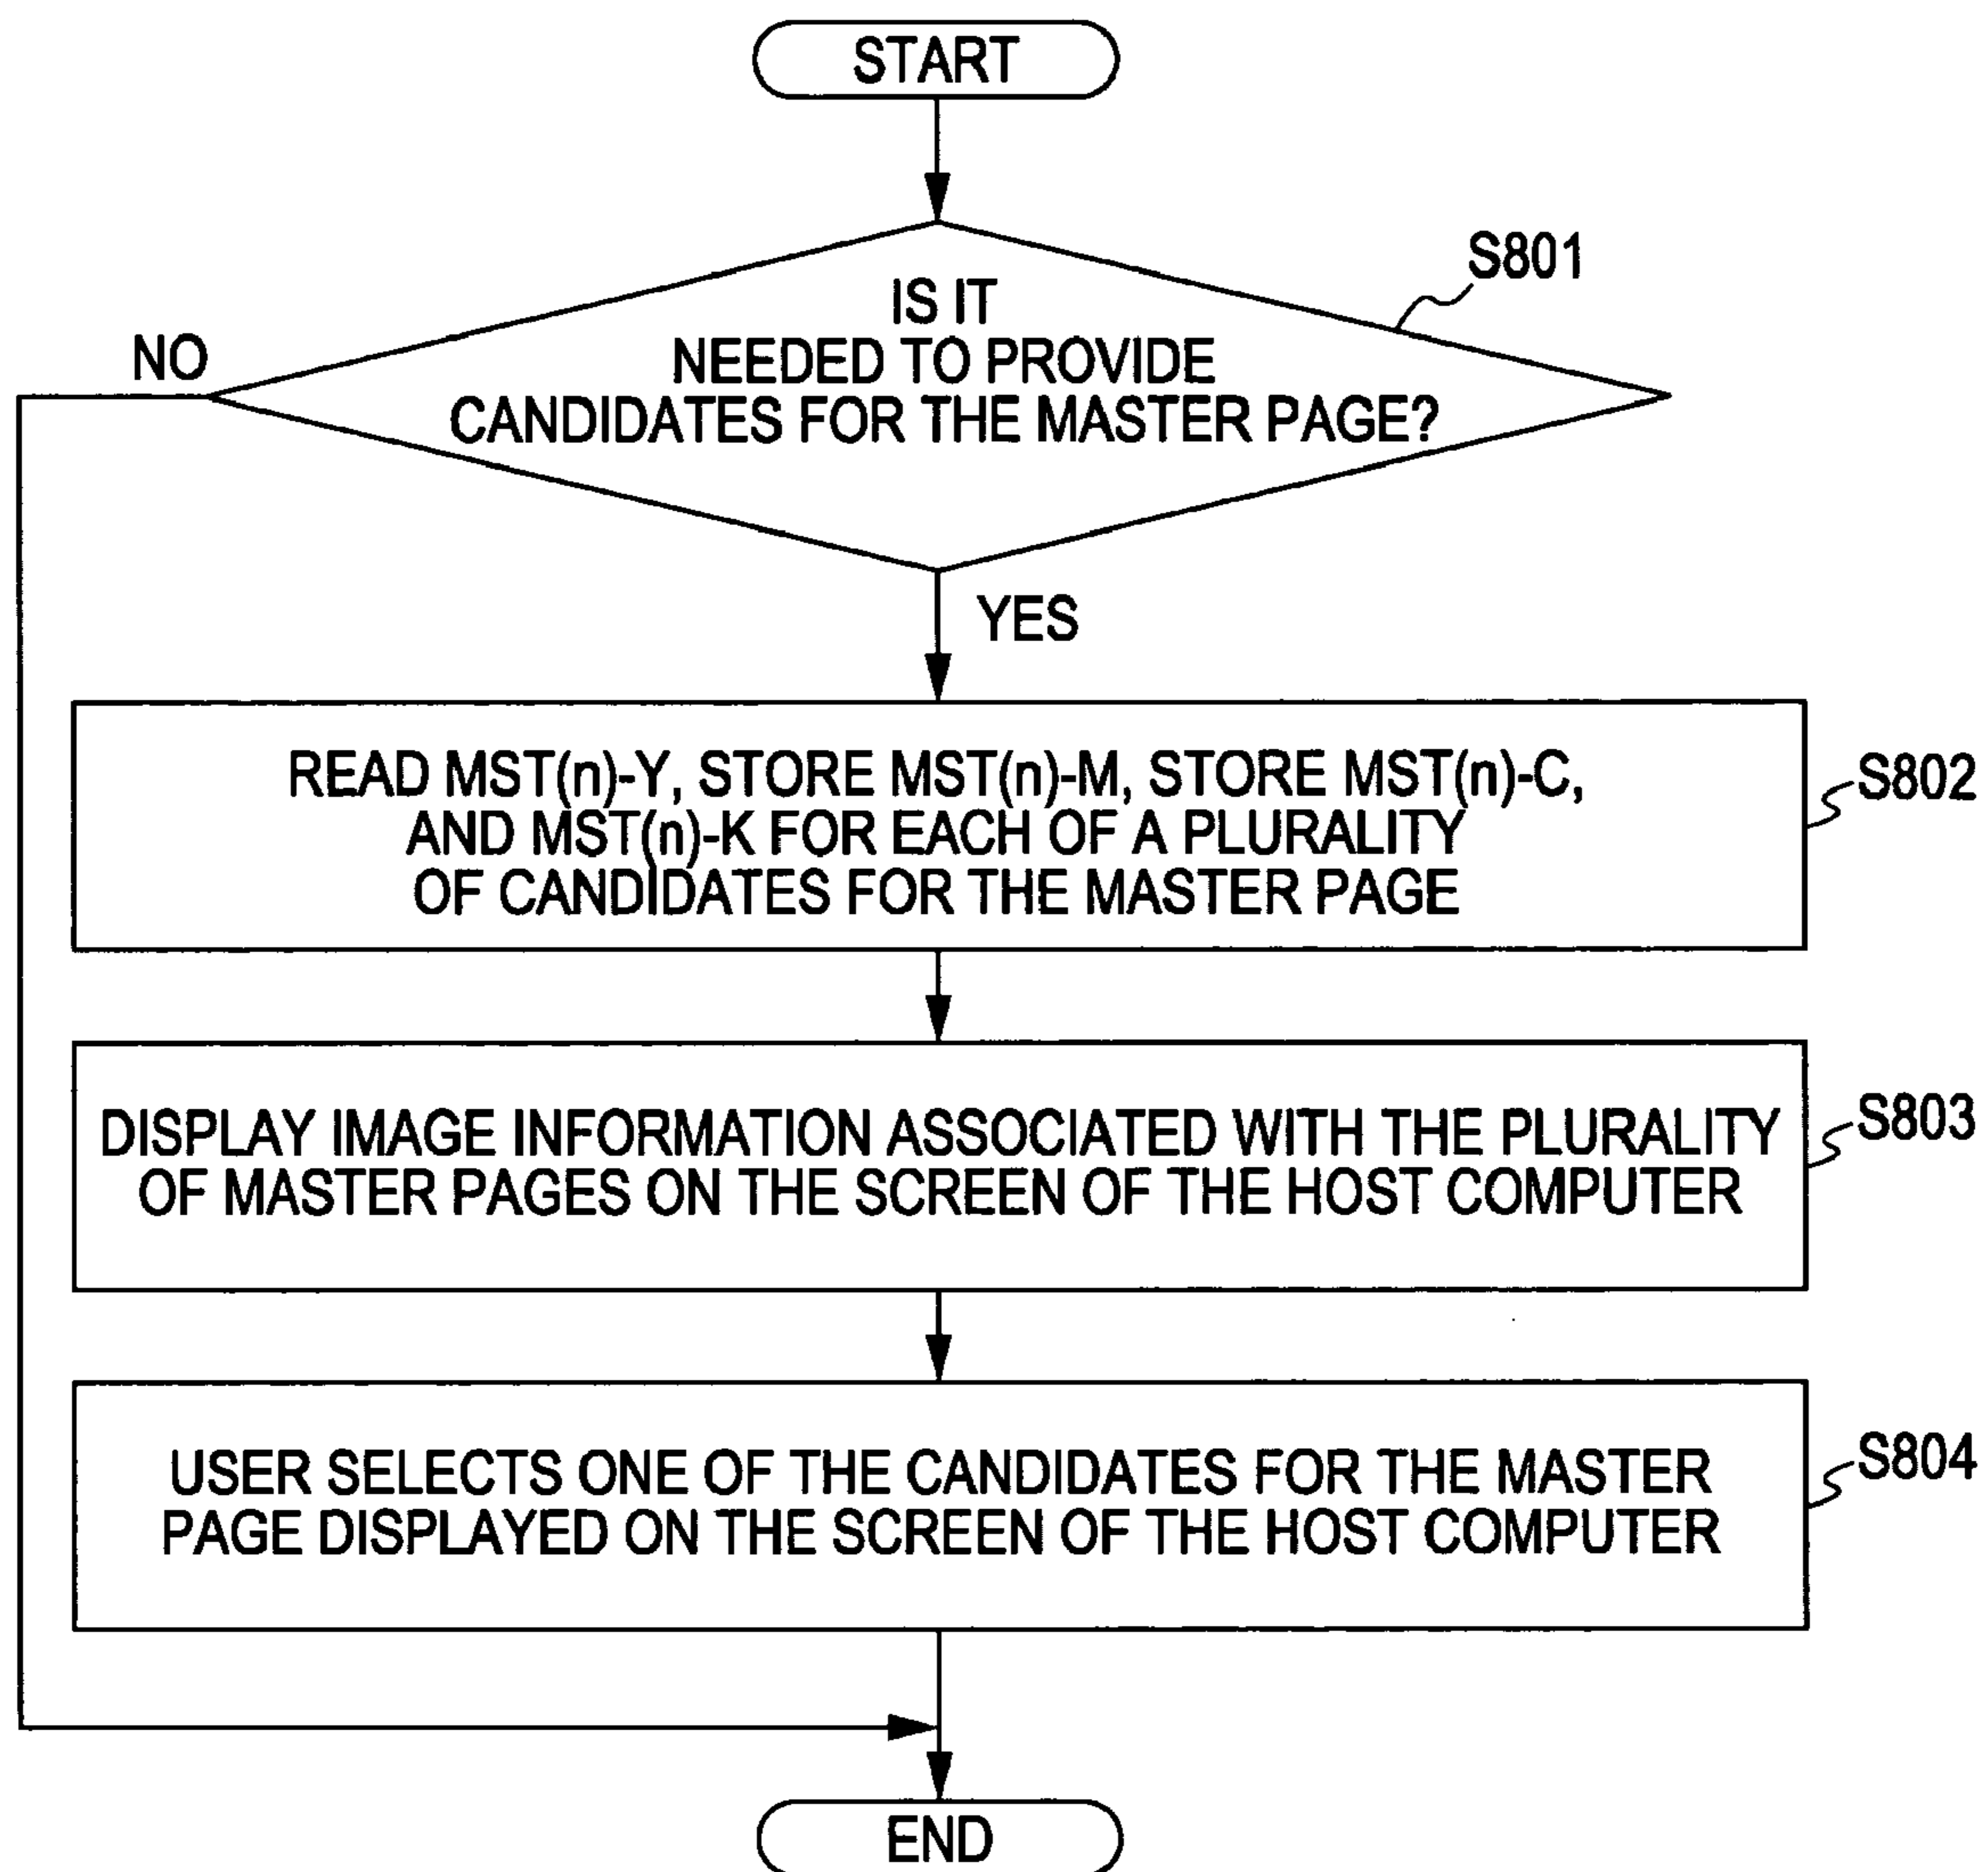 START
S801
IS IT
NEEDED TO PROVIDE
CANDIDATES FOR THE MASTER PAGE?
NO
YES
READ MST(n)-Y, STORE MST(n)-M, STORE MST(n)-C,
AND MST(n)-K FOR EACH OF A PLURALITY
OF CANDIDATES FOR THE MASTER PAGE
S802
DISPLAY IMAGE INFORMATION ASSOCIATED WITH THE PLURALITY
OF MASTER PAGES ON THE SCREEN OF THE HOST COMPUTER
S803
USER SELECTS ONE OF THE CANDIDATES FOR THE MASTER
PAGE DISPLAYED ON THE SCREEN OF THE HOST COMPUTER
S804
END